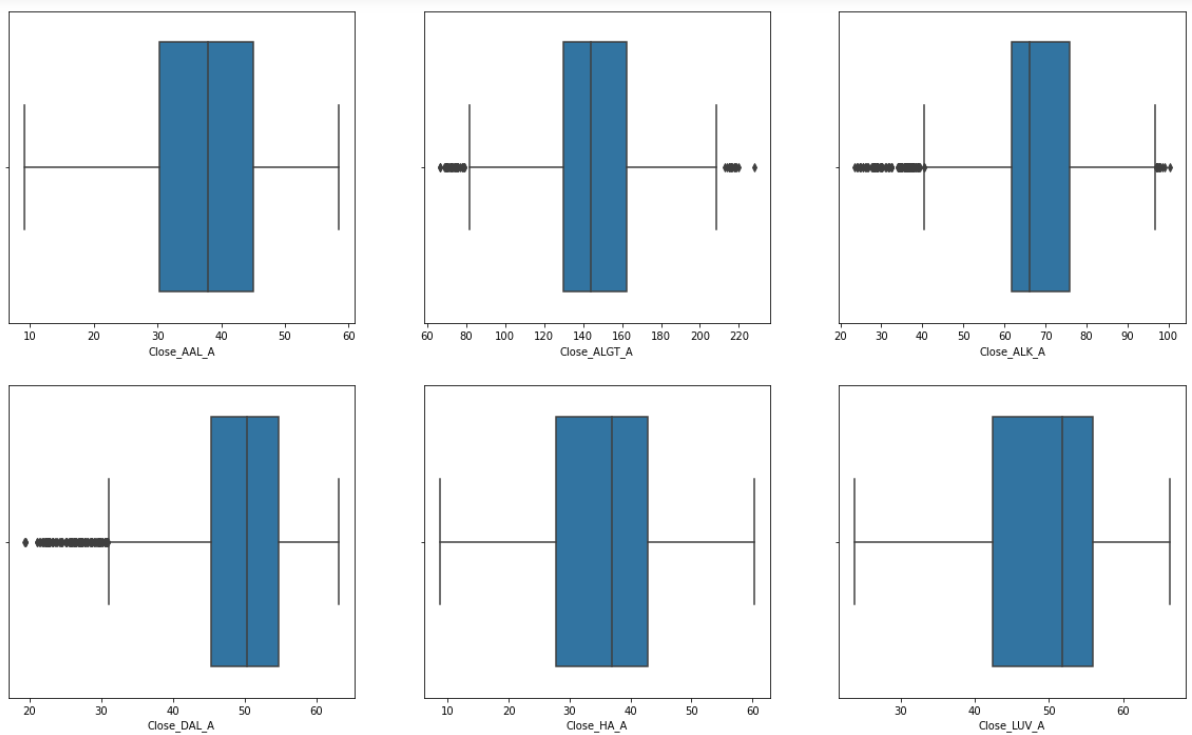 10 20 30 40 50 60
Close_AAL_A
60 80 100 120 140 160 180 200 220
Close_ALGT_A
20 30 40 50 60 70 80 90 100
Close_ALK_A
20 30 40 50 60
Close_DAL_A
10 20 30 40 50 60
Close_HA_A
30 40 50 60
Close_LUV_A